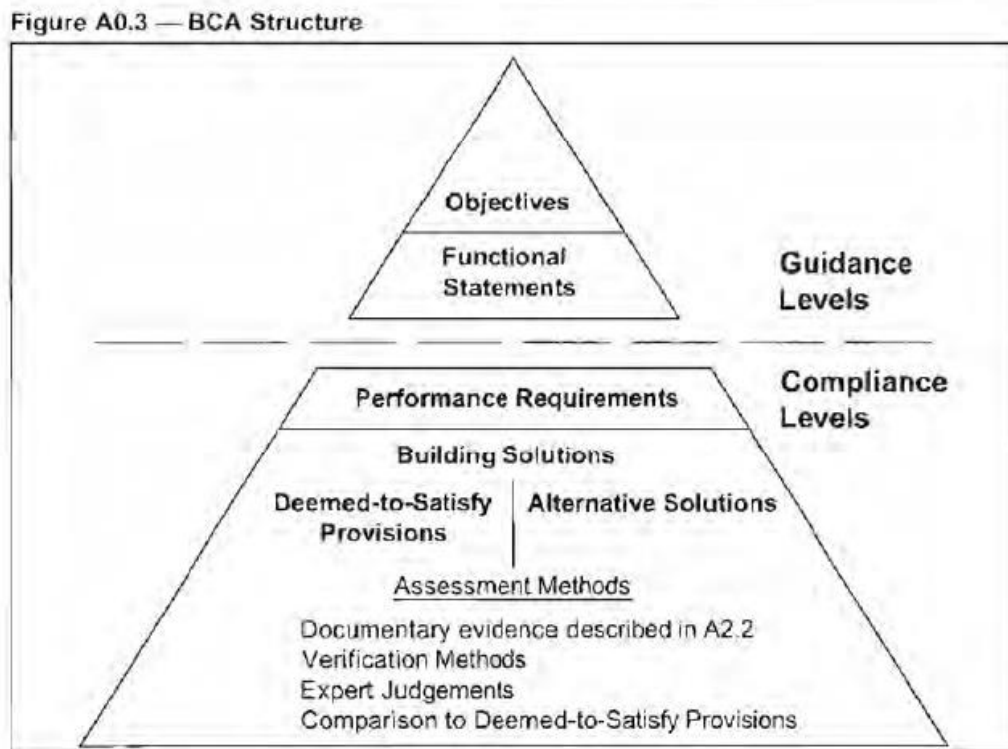 Figure A0.3 — BCA Structure
Objectives
Functional
Statements
Guidance
Levels
Compliance
Levels
Performance Requirements
Building Solutions
Deemed-to-Satisfy
Provisions
Alternative Solutions
Assessment Methods
Documentary evidence described in A2.2
Verification Methods
Expert Judgements
Comparison to Deemed-to-Satisfy Provisions